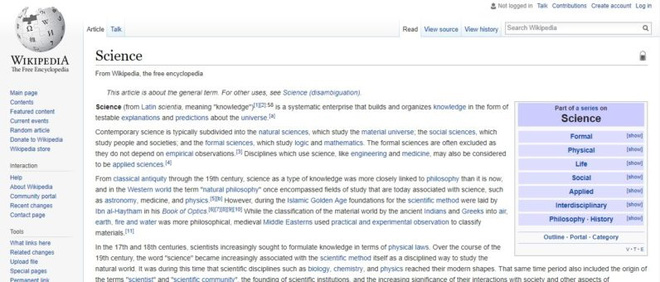 Not logged in Talk Contributions Create account Log in
Article Talk Read View source View history Search Wikipedia
WIKIPEDIA
The Free Encyclopedia
Main page
Contents
Featured content
Current events
Random article
Donate to Wikipedia
Wikipedia store
Interaction
Help
About Wikipedia
Community portal
Recent changes
Contact page
Tools
What links here
Related changes
Upload file
Special pages
Permanent link
Science
From Wikipedia, the free encyclopedia
This article is about the general term. For other uses, see Science (disambiguation).
Science (from Latin scientia, meaning "knowledge")[1][2]:58 is a systematic enterprise that builds and organizes knowledge in the form of
testable explanations and predictions about the universe.[a]
Contemporary science is typically subdivided into the natural sciences, which study the material universe; the social sciences, which
study people and societies; and the formal sciences, which study logic and mathematics. The formal sciences are often excluded as
they do not depend on empirical observations.[3] Disciplines which use science, like engineering and medicine, may also be considered
to be applied sciences.[4]
From classical antiquity through the 19th century, science as a type of knowledge was more closely linked to philosophy than it is now,
and in the Western world the term "natural philosophy" once encompassed fields of study that are today associated with science, such
as astronomy, medicine, and physics.[5][b] However, during the Islamic Golden Age foundations for the scientific method were laid by
Ibn al-Haytham in his Book of Optics.[6][7][8][9][10] While the classification of the material world by the ancient Indians and Greeks into air,
earth, fire and water was more philosophical, medieval Middle Easterns used practical and experimental observation to classify
materials.[11]
In the 17th and 18th centuries, scientists increasingly sought to formulate knowledge in terms of physical laws. Over the course of the
19th century, the word "science" became increasingly associated with the scientific method itself as a disciplined way to study the
natural world. It was during this time that scientific disciplines such as biology, chemistry, and physics reached their modern shapes. That same time period also included the origin of
the terms "scientist" and "scientific community", the founding of scientific institutions, and the increasing significance of their interactions with society and other aspects of
Part of a series on
Science
Formal [show]
Physical [show]
Life [show]
Social [show]
Applied [show]
Interdisciplinary [show]
Philosophy · History [show]
Outline · Portal · Category
V · T · E